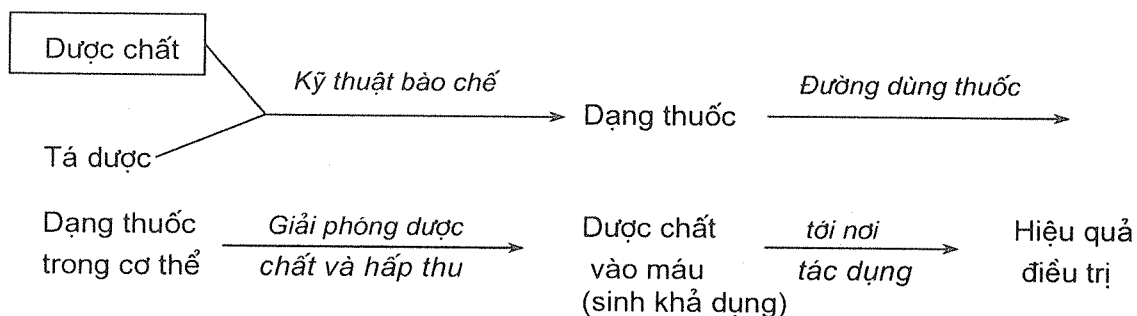 Dược chất
Kỹ thuật bào chế
Đường dùng thuốc
Dạng thuốc
Tá dược
Dạng thuốc
trong cơ thể
Giải phóng dược
chất và hấp thu
Dược chất
vào máu
(sinh khả dụng)
tới nơi
tác dụng
Hiệu quả
điều trị